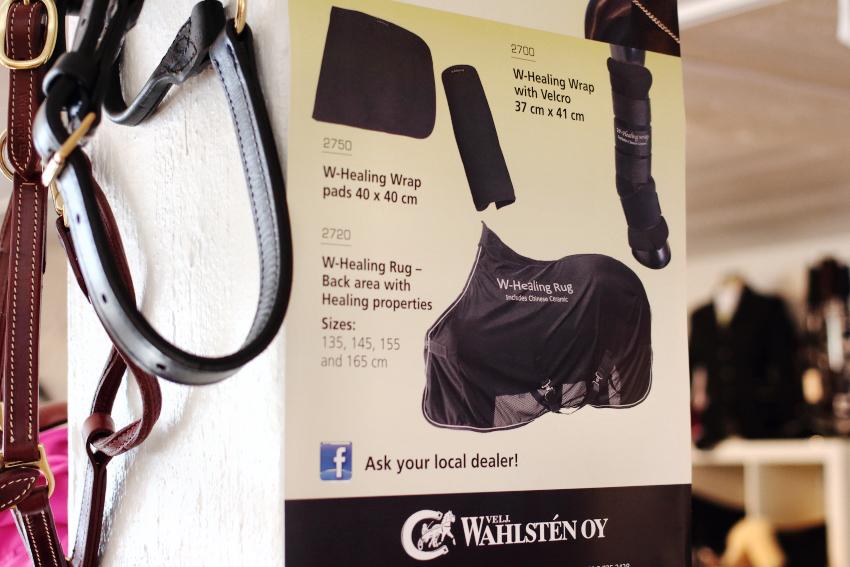 2700
W-Healing Wrap
with Velcro
37 cm x 41 cm
2750
W-Healing Wrap
pads 40 x 40 cm
2720
W-Healing Rug –
Back area with
Healing properties
Sizes:
135, 145, 155
and 165 cm
W-Healing Rug
Includes Chinese Ceramic
f
Ask your local dealer!
VELJ.
WAHLSTÉN OY